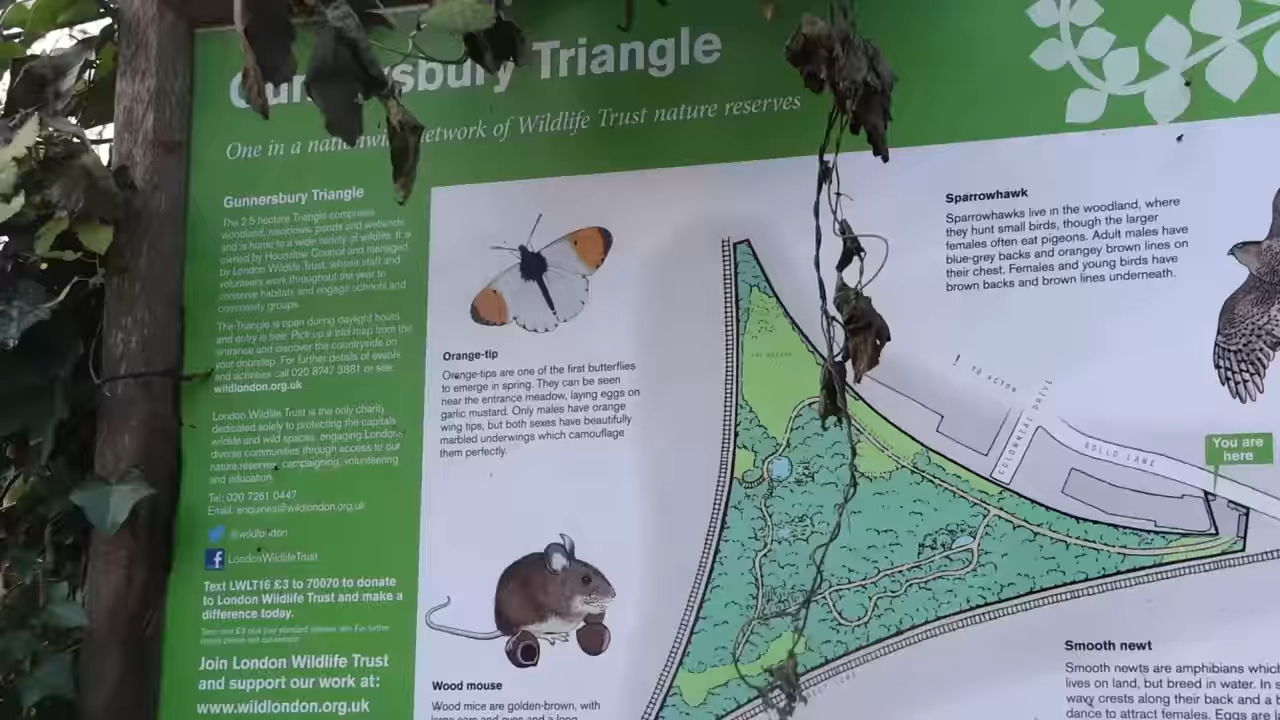 Gunnersbury Triangle
One in a nationwide network of Wildlife Trust nature reserves
Gunnersbury Triangle
The 2.5 hectare Triangle comprises
woodland, meadows, ponds and wetlands
and is home to a wide variety of wildlife. It is
owned by Hounslow Council and managed
by London Wildlife Trust, whose staff and
volunteers work throughout the year to
conserve habitats and engage schools and
community groups.
The Triangle is open during daylight hours
and entry is free. Pick up a trail map from the
entrance and discover the countryside on
your doorstep. For further details of events
and activities call 020 8747 3881 or see
wildlondon.org.uk
London Wildlife Trust is the only charity
dedicated solely to protecting the capital's
wildlife and wild spaces, engaging London's
diverse communities through access to our
nature reserves, campaigning, volunteering
and education.
Tel: 020 7261 0447
Email: enquiries@wildlondon.org.uk
@wildlondon
LondonWildlifeTrust
Text LWLT16 £3 to 70070 to donate
to London Wildlife Trust and make a
difference today.
Join London Wildlife Trust
and support our work at:
www.wildlondon.org.uk
Orange-tip
Orange-tips are one of the first butterflies
to emerge in spring. They can be seen
near the entrance meadow, laying eggs on
garlic mustard. Only males have orange
wing tips, but both sexes have beautifully
marbled underwings which camouflage
them perfectly.
Wood mouse
Wood mice are golden-brown, with
large ears and eyes and a long
Sparrowhawk
Sparrowhawks live in the woodland, where
they hunt small birds, though the larger
females often eat pigeons. Adult males have
blue-grey backs and orangey brown lines on
their chest. Females and young birds have
brown backs and brown lines underneath.
TO ACTON
COLONIAL DRIVE
BOLLO LANE
You are
here
Smooth newt
Smooth newts are amphibians which
lives on land, but breed in water. In
wavy crests along their back and a
dance to attract females. Eggs are